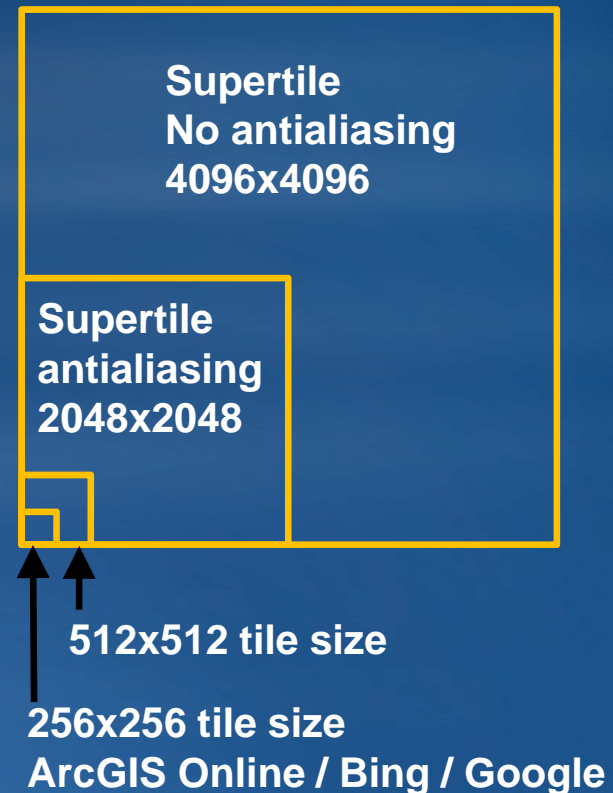 Supertile
No antialiasing
4096x4096
Supertile
antialiasing
2048x2048
512x512 tile size
256x256 tile size
ArcGIS Online / Bing / Google